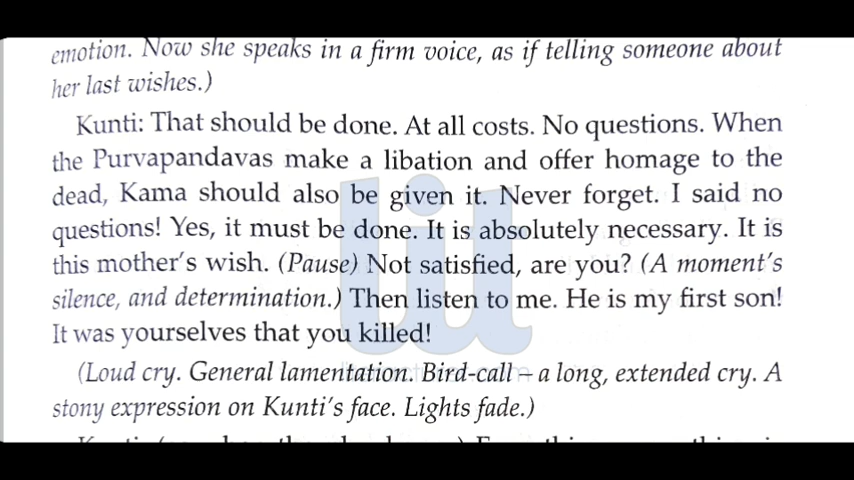 emotion. Now she speaks in a firm voice, as if telling someone about
her last wishes.)
Kunti: That should be done. At all costs. No questions. When
the Purvapandavas make a libation and offer homage to the
dead, Kama should also be given it. Never forget. I said no
questions! Yes, it must be done. It is absolutely necessary. It is
this mother's wish. (Pause) Not satisfied, are you? (A moment's
silence, and determination.) Then listen to me. He is my first son!
It was yourselves that you killed!
(Loud cry. General lamentation. Bird-call – a long, extended cry. A
stony expression on Kunti's face. Lights fade.)